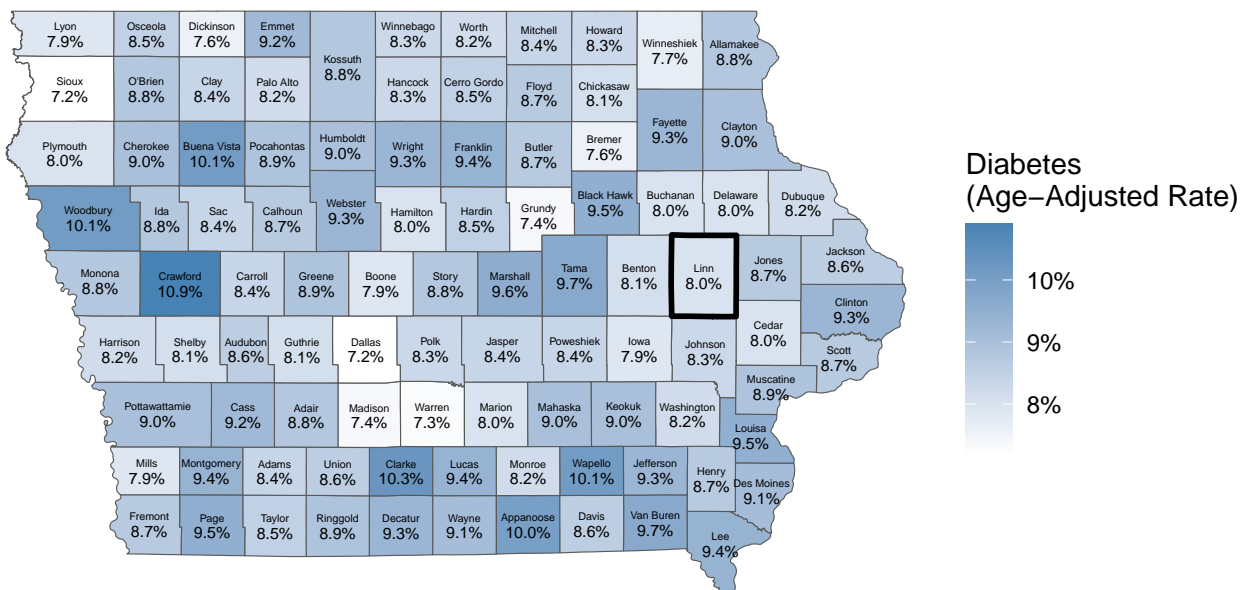 Lyon
7.9%
Osceola
8.5%
Dickinson
7.6%
Emmet
9.2%
Kossuth
8.8%
Winnebago
8.3%
Worth
8.2%
Mitchell
8.4%
Howard
8.3%
Winneshiek
7.7%
Allamakee
8.8%
Sioux
7.2%
O'Brien
8.8%
Clay
8.4%
Palo Alto
8.2%
Hancock
8.3%
Cerro Gordo
8.5%
Floyd
8.7%
Chickasaw
8.1%
Plymouth
8.0%
Cherokee
9.0%
Buena Vista
10.1%
Pocahontas
8.9%
Humboldt
9.0%
Wright
9.3%
Franklin
9.4%
Butler
8.7%
Bremer
7.6%
Fayette
9.3%
Clayton
9.0%
Woodbury
10.1%
Ida
8.8%
Sac
8.4%
Calhoun
8.7%
Webster
9.3%
Hamilton
8.0%
Hardin
8.5%
Grundy
7.4%
Black Hawk
9.5%
Buchanan
8.0%
Delaware
8.0%
Dubuque
8.2%
Monona
8.8%
Crawford
10.9%
Carroll
8.4%
Greene
8.9%
Boone
7.9%
Story
8.8%
Marshall
9.6%
Tama
9.7%
Benton
8.1%
Linn
8.0%
Jones
8.7%
Jackson
8.6%
Clinton
9.3%
Harrison
8.2%
Shelby
8.1%
Audubon
8.6%
Guthrie
8.1%
Dallas
7.2%
Polk
8.3%
Jasper
8.4%
Poweshiek
8.4%
Iowa
7.9%
Johnson
8.3%
Cedar
8.0%
Scott
8.7%
Muscatine
8.9%
Pottawattamie
9.0%
Cass
9.2%
Adair
8.8%
Madison
7.4%
Warren
7.3%
Marion
8.0%
Mahaska
9.0%
Keokuk
9.0%
Washington
8.2%
Louisa
9.5%
Mills
7.9%
Montgomery
9.4%
Adams
8.4%
Union
8.6%
Clarke
10.3%
Lucas
9.4%
Monroe
8.2%
Wapello
10.1%
Jefferson
9.3%
Henry
8.7%
Des Moines
9.1%
Fremont
8.7%
Page
9.5%
Taylor
8.5%
Ringgold
8.9%
Decatur
9.3%
Wayne
9.1%
Appanoose
10.0%
Davis
8.6%
Van Buren
9.7%
Lee
9.4%
Diabetes
(Age−Adjusted Rate)
10%
9%
8%